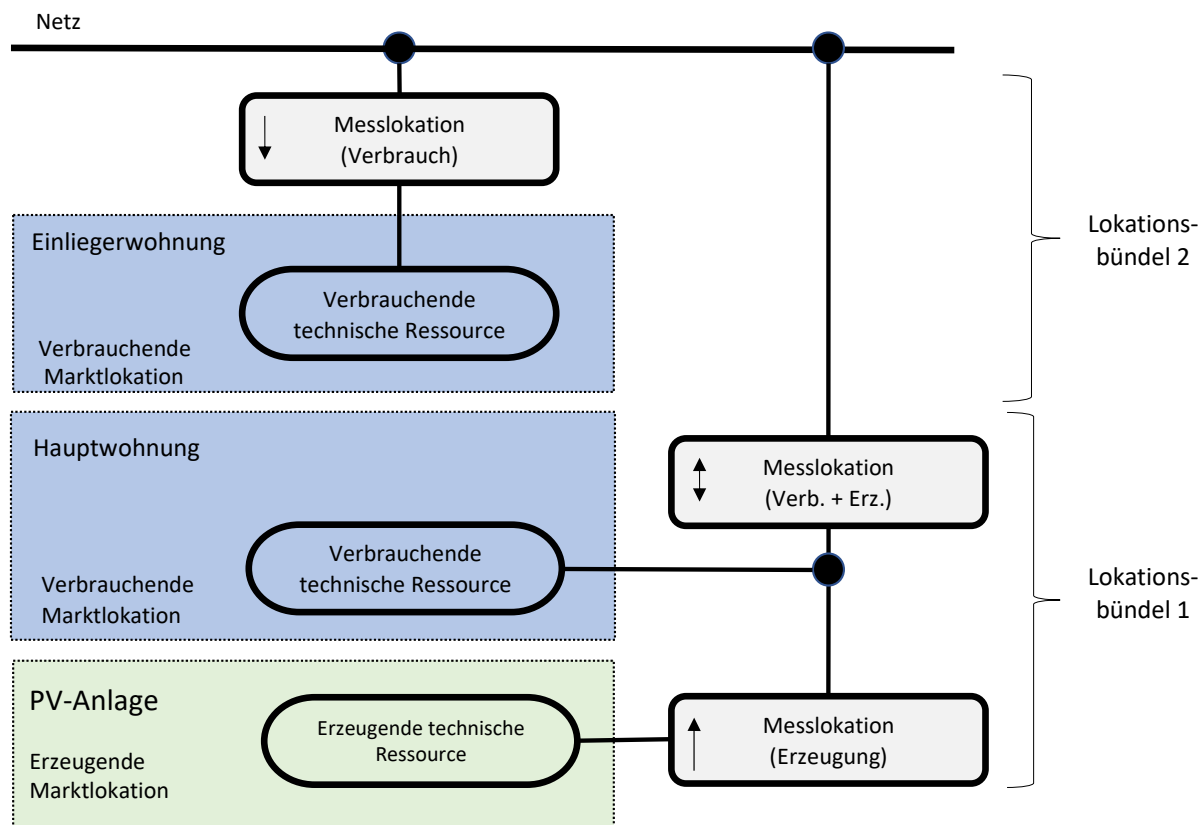 Netz
Messlokation
(Verbrauch)
Einliegerwohnung
Verbrauchende
technische Ressource
Verbrauchende
Marktlokation
Lokations-
bündel 2
Hauptwohnung
Messlokation
(Verb. + Erz.)
Verbrauchende
technische Ressource
Verbrauchende
Marktlokation
Lokations-
bündel 1
PV-Anlage
Erzeugende technische
Ressource
Messlokation
(Erzeugung)
Erzeugende
Marktlokation